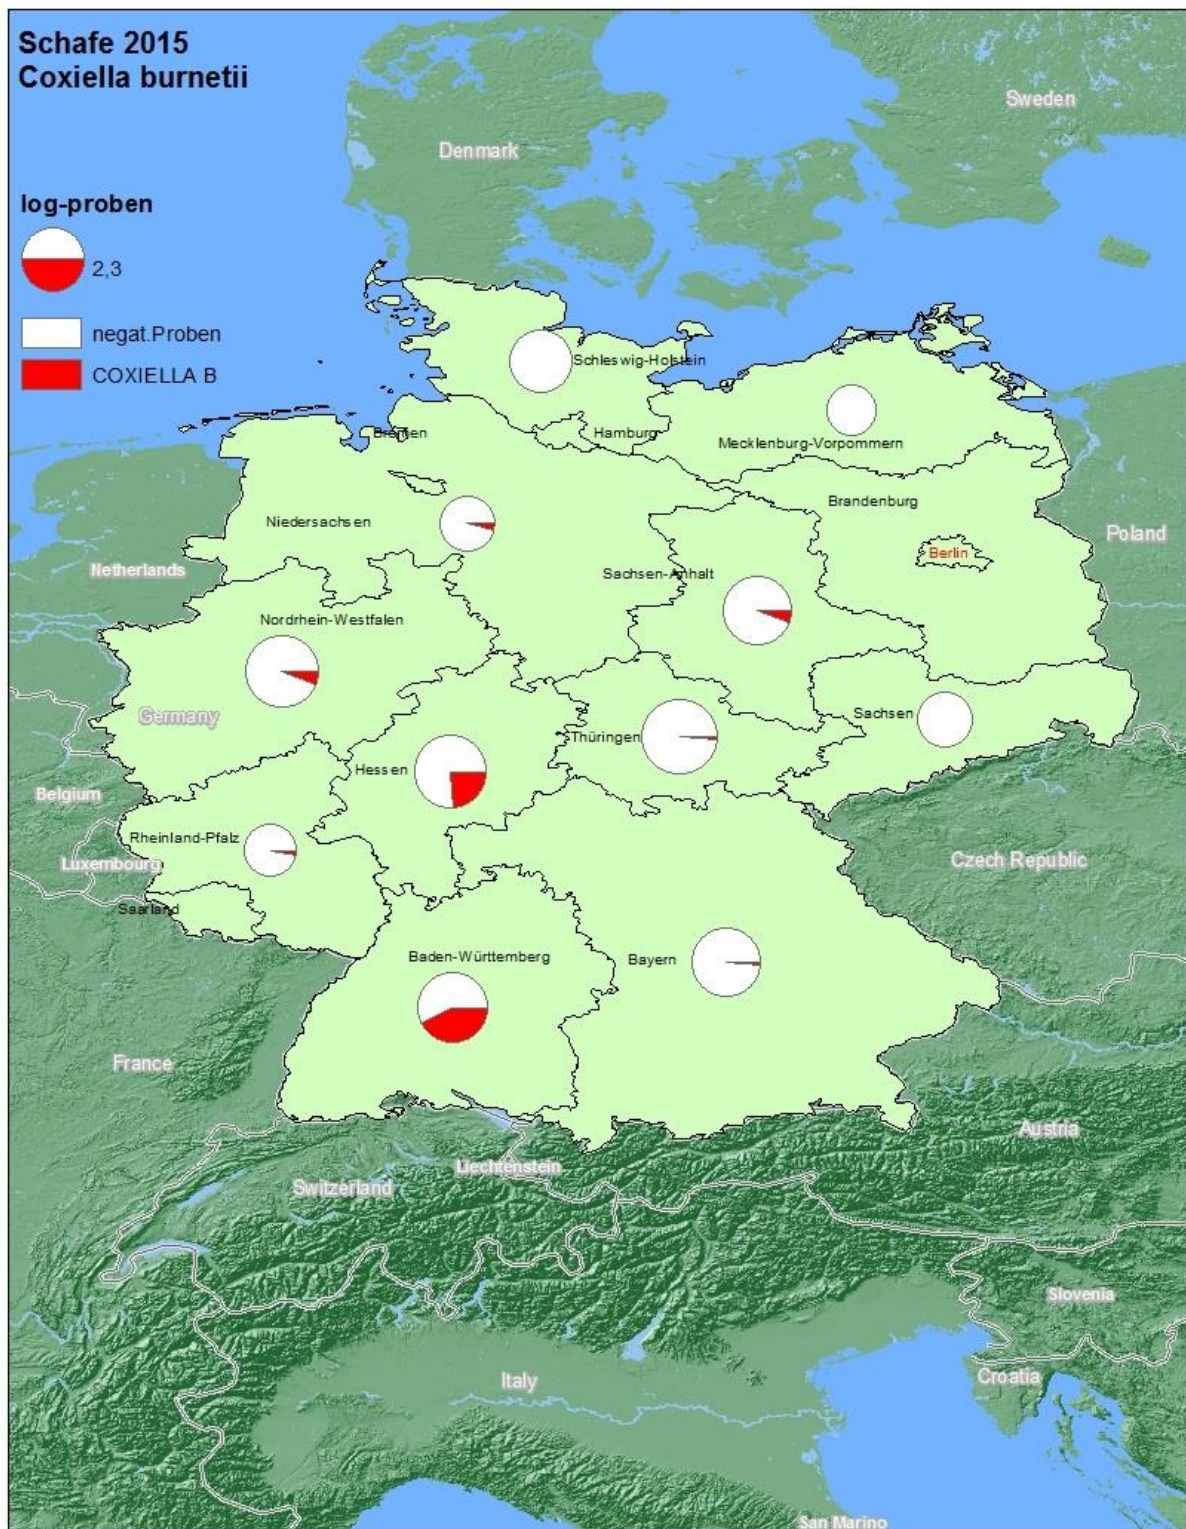 Schafe 2015
Coxiella burnetii
Sweden
Denmark
log-proben
2,3
negat.Proben
COXIELLA B
Schleswig-Holstein
Bremen
Hamburg
Mecklenburg-Vorpommern
Brandenburg
Niedersachsen
Poland
Berlin
Netherlands
Sachsen-Anhalt
Nordrhein-Westfalen
Germany
Sachsen
Thüringen
Hessen
Belgium
Rheinland-Pfalz
Luxembourg
Czech Republic
Saarland
Baden-Württemberg
Bayern
France
Austria
Liechtenstein
Switzerland
Slovenia
Italy
Croatia
San Marino